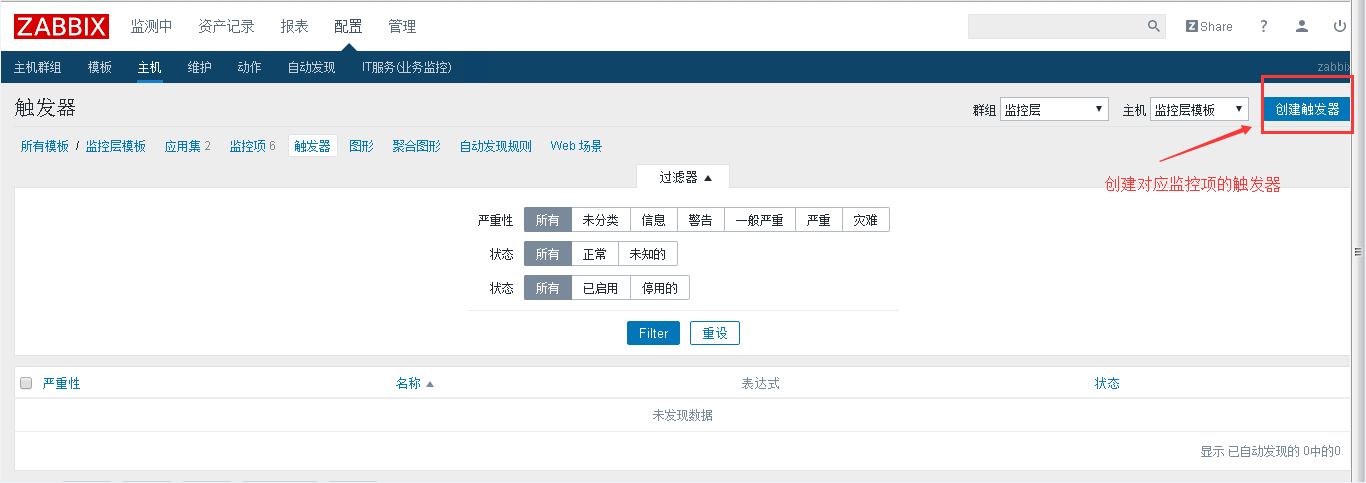 ZABBIX 监测中 资产记录 报表 配置 管理 Z Share ?
主机群组 模板 主机 维护 动作 自动发现 IT服务(业务监控) zabbix
触发器 群组 监控层 主机 监控层模板 创建触发器
所有模板 / 监控层模板 应用集 2 监控项 6 触发器 图形 聚合图形 自动发现规则 Web 场景
创建对应监控项的触发器
过滤器
严重性 所有 未分类 信息 警告 一般严重 严重 灾难
状态 所有 正常 未知的
状态 所有 已启用 停用的
Filter 重设
严重性 名称 表达式 状态
未发现数据
显示 已自动发现的 0中的0